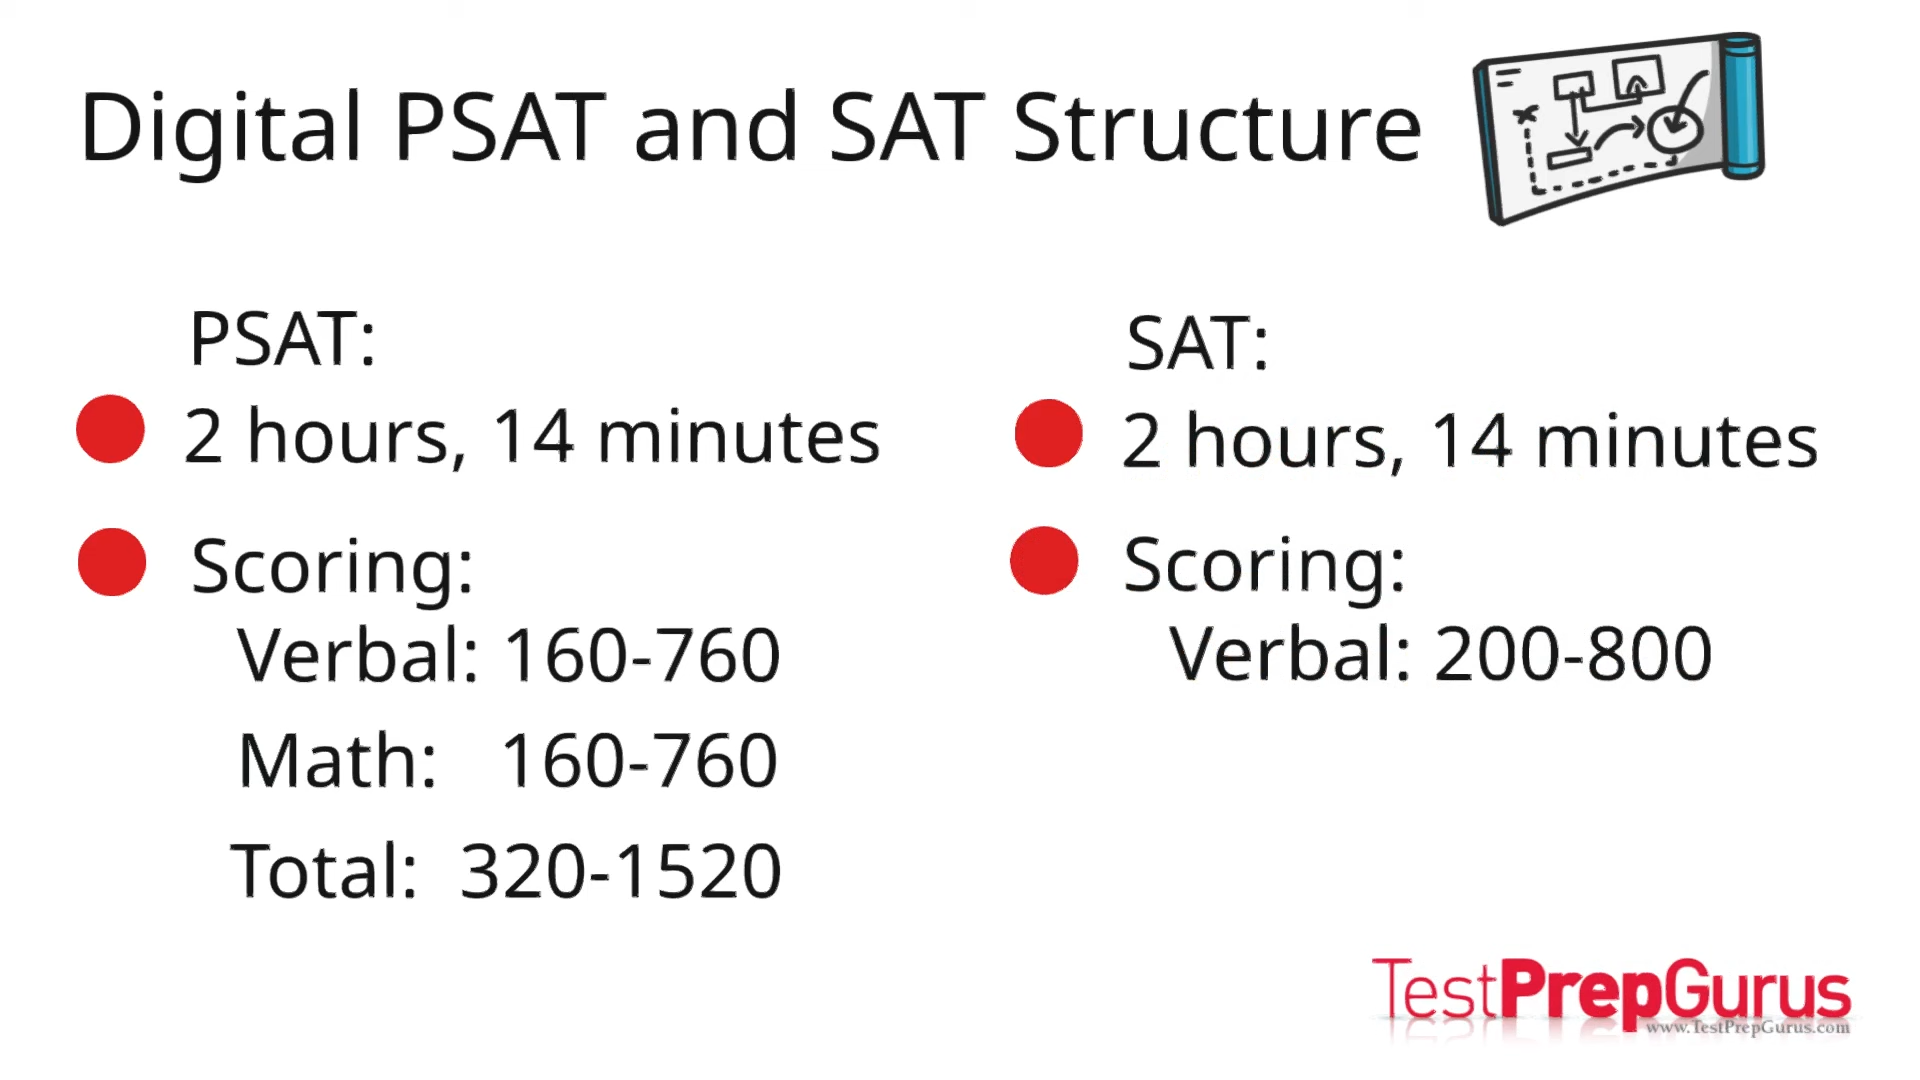 Digital PSAT and SAT Structure
PSAT:
2 hours, 14 minutes
Scoring:
Verbal: 160-760
Math: 160-760
Total: 320-1520
SAT:
2 hours, 14 minutes
Scoring:
Verbal: 200-800
TestPrepGurus
www.TestPrepGurus.com